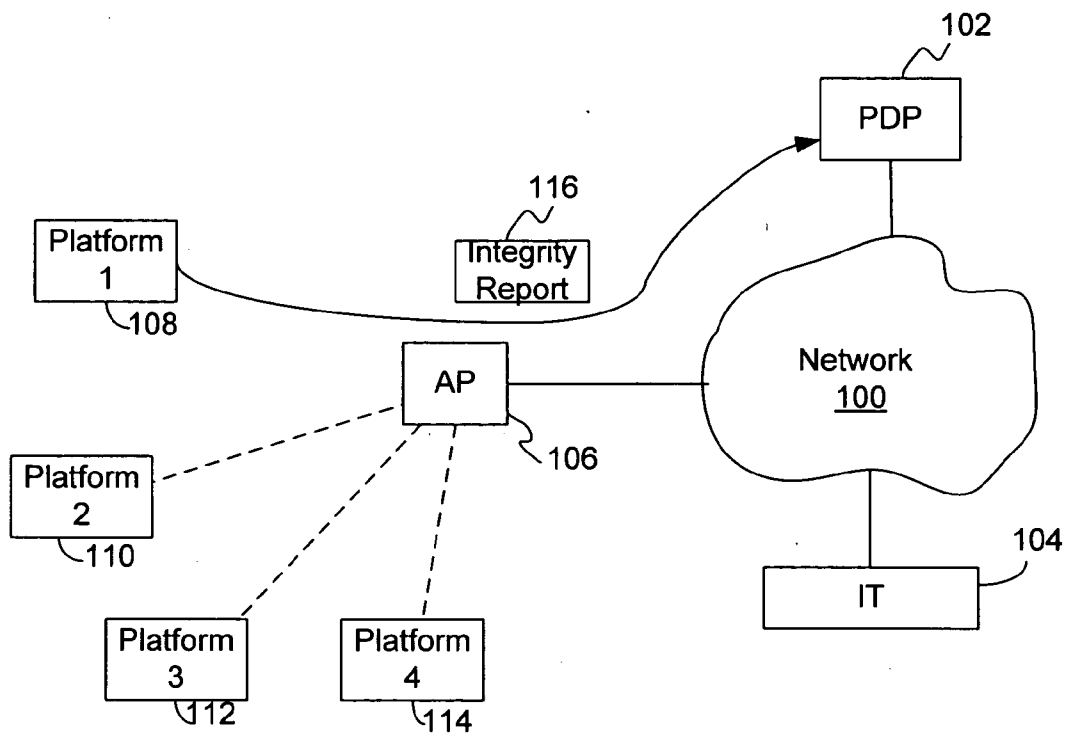 102
PDP
116
Integrity
Report
Platform
1
108
AP
106
Network
100
Platform
2
110
104
IT
Platform
3
112
Platform
4
114